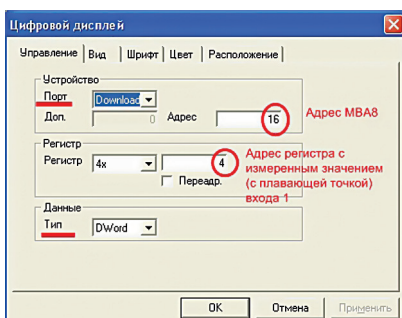 Цифровой дисплей
Управление Вид Шрифт Цвет Расположение
Устройство
Порт Download
Доп. 0 Адрес 16 Адрес МВА8
Регистр
Регистр 4x 4
Переадр.
Адрес регистра с
измеренным значением
(с плавающей точкой)
входа 1
Данные
Тип DWord
OK Отмена Применить